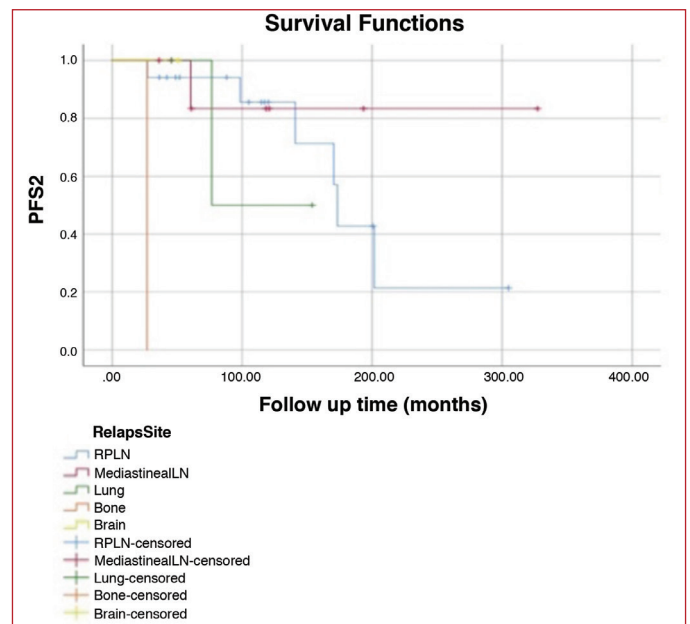 Survival Functions
PFS2
1.0
0.8
0.6
0.4
0.2
0.0
.00 100.00 200.00 300.00 400.00
Follow up time (months)
RelapsSite
RPLN
MediastinealLN
Lung
Bone
Brain
RPLN-censored
MediastinealLN-censored
Lung-censored
Bone-censored
Brain-censored